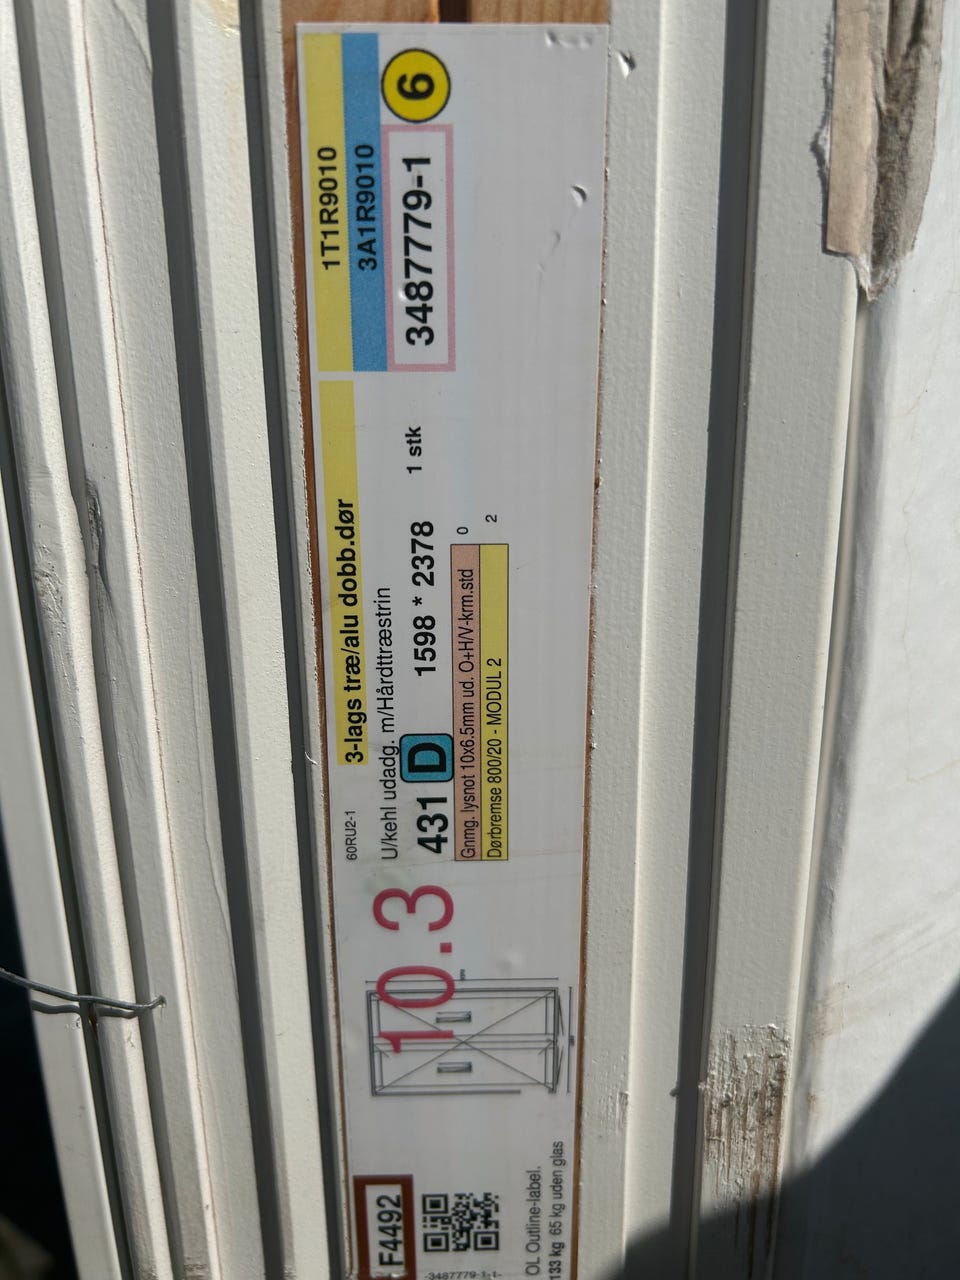 F4492
-3487779-1-1-
OL Outline-label.
133 kg 65 kg uden glas
10.3
60RU2-1
3-lags træ/alu dobb.dør
U/kehl udadg. m/Hårdttræstrin
431 D 1598 * 2378 1 stk
Gnmg. lysnot 10x6.5mm ud. O+H/V-krm.std 0
Dørbremse 800/20 - MODUL 2 2
1T1R9010
3A1R9010
3487779-1
6